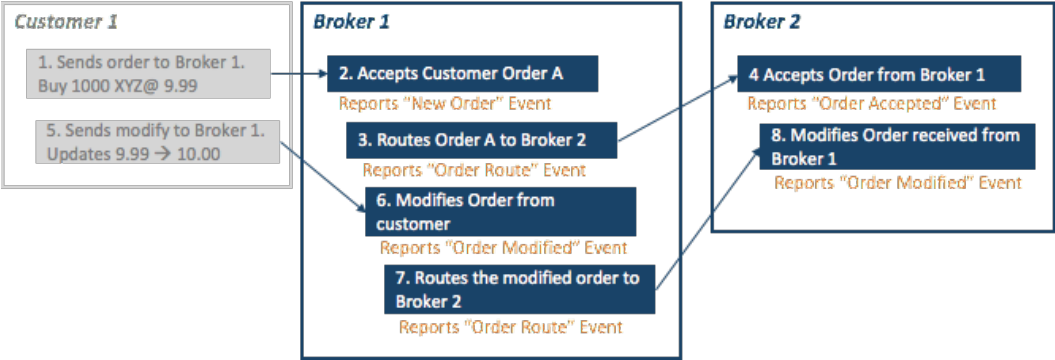 Customer 1
1. Sends order to Broker 1.
Buy 1000 XYZ@ 9.99
5. Sends modify to Broker 1.
Updates 9.99 → 10.00
Broker 1
2. Accepts Customer Order A
Reports "New Order" Event
3. Routes Order A to Broker 2
Reports "Order Route" Event
6. Modifies Order from
customer
Reports "Order Modified" Event
7. Routes the modified order to
Broker 2
Reports "Order Route" Event
Broker 2
4 Accepts Order from Broker 1
Reports "Order Accepted" Event
8. Modifies Order received from
Broker 1
Reports "Order Modified" Event